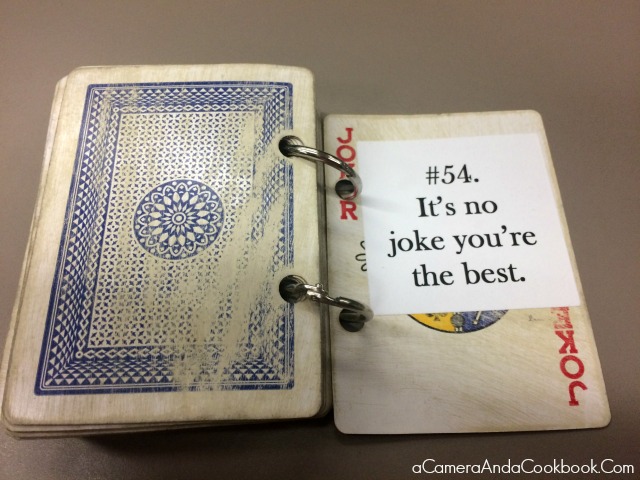 JOKER
#54.
It's no
joke you're
the best.
JOKER
aCameraAndaCookbook.Com